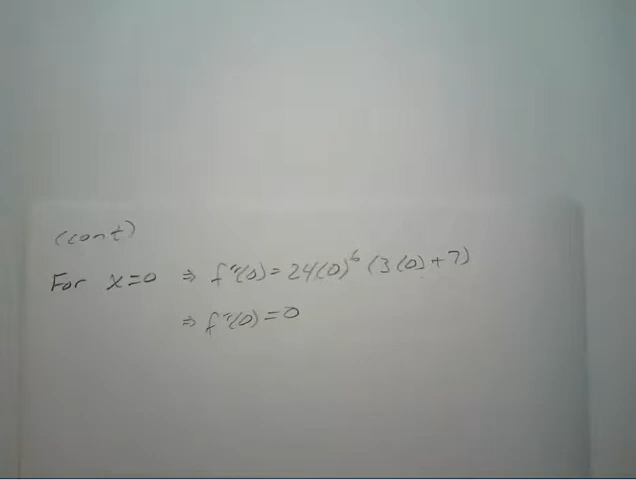 (cont)
For x=0 ⇒ f''(0)=24(0)^6 (3(0)+7)
⇒ f''(0)=0